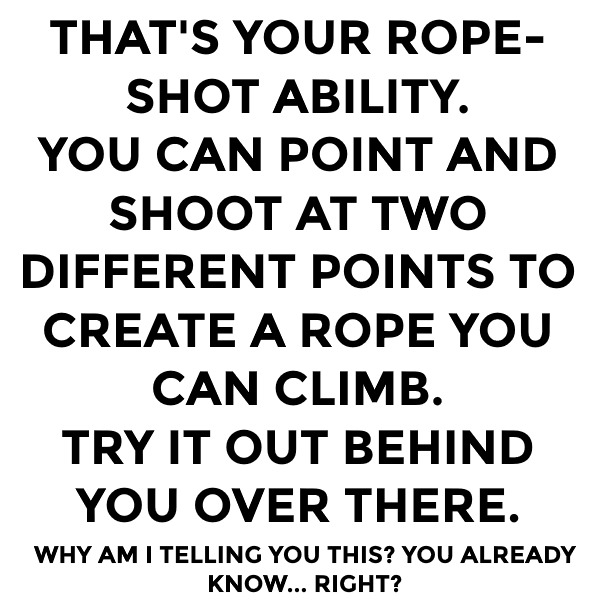 THAT'S YOUR ROPE-
SHOT ABILITY.
YOU CAN POINT AND
SHOOT AT TWO
DIFFERENT POINTS TO
CREATE A ROPE YOU
CAN CLIMB.
TRY IT OUT BEHIND
YOU OVER THERE.
WHY AM I TELLING YOU THIS? YOU ALREADY
KNOW... RIGHT?